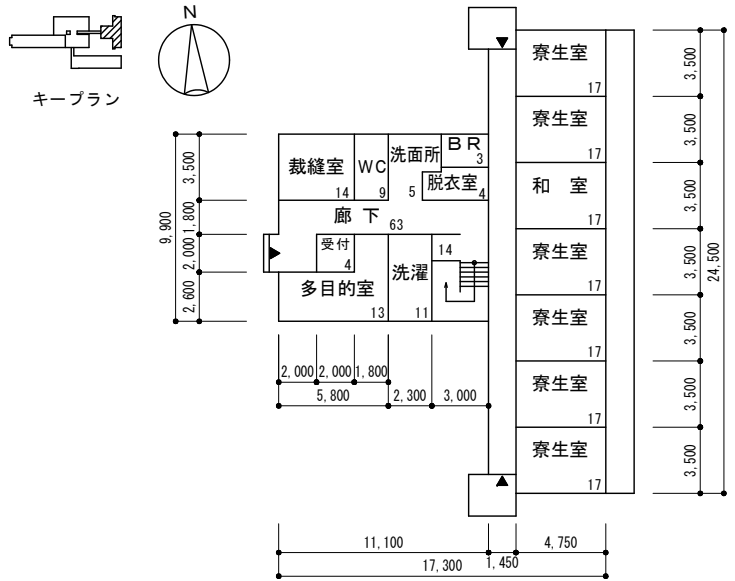 キープラン
N
寮生室
17
3,500
寮生室
17
3,500
和 室
17
3,500
寮生室
17
3,500
寮生室
17
3,500
寮生室
17
3,500
寮生室
17
3,500
24,500
裁縫室
14
WC
9
洗面所
5
BR
3
脱衣室
4
廊 下
63
受付
4
多目的室
13
洗濯
11
14
9,900
3,500
1,800
2,000
2,600
2,000
2,000
1,800
5,800
2,300
3,000
11,100
1,450
4,750
17,300